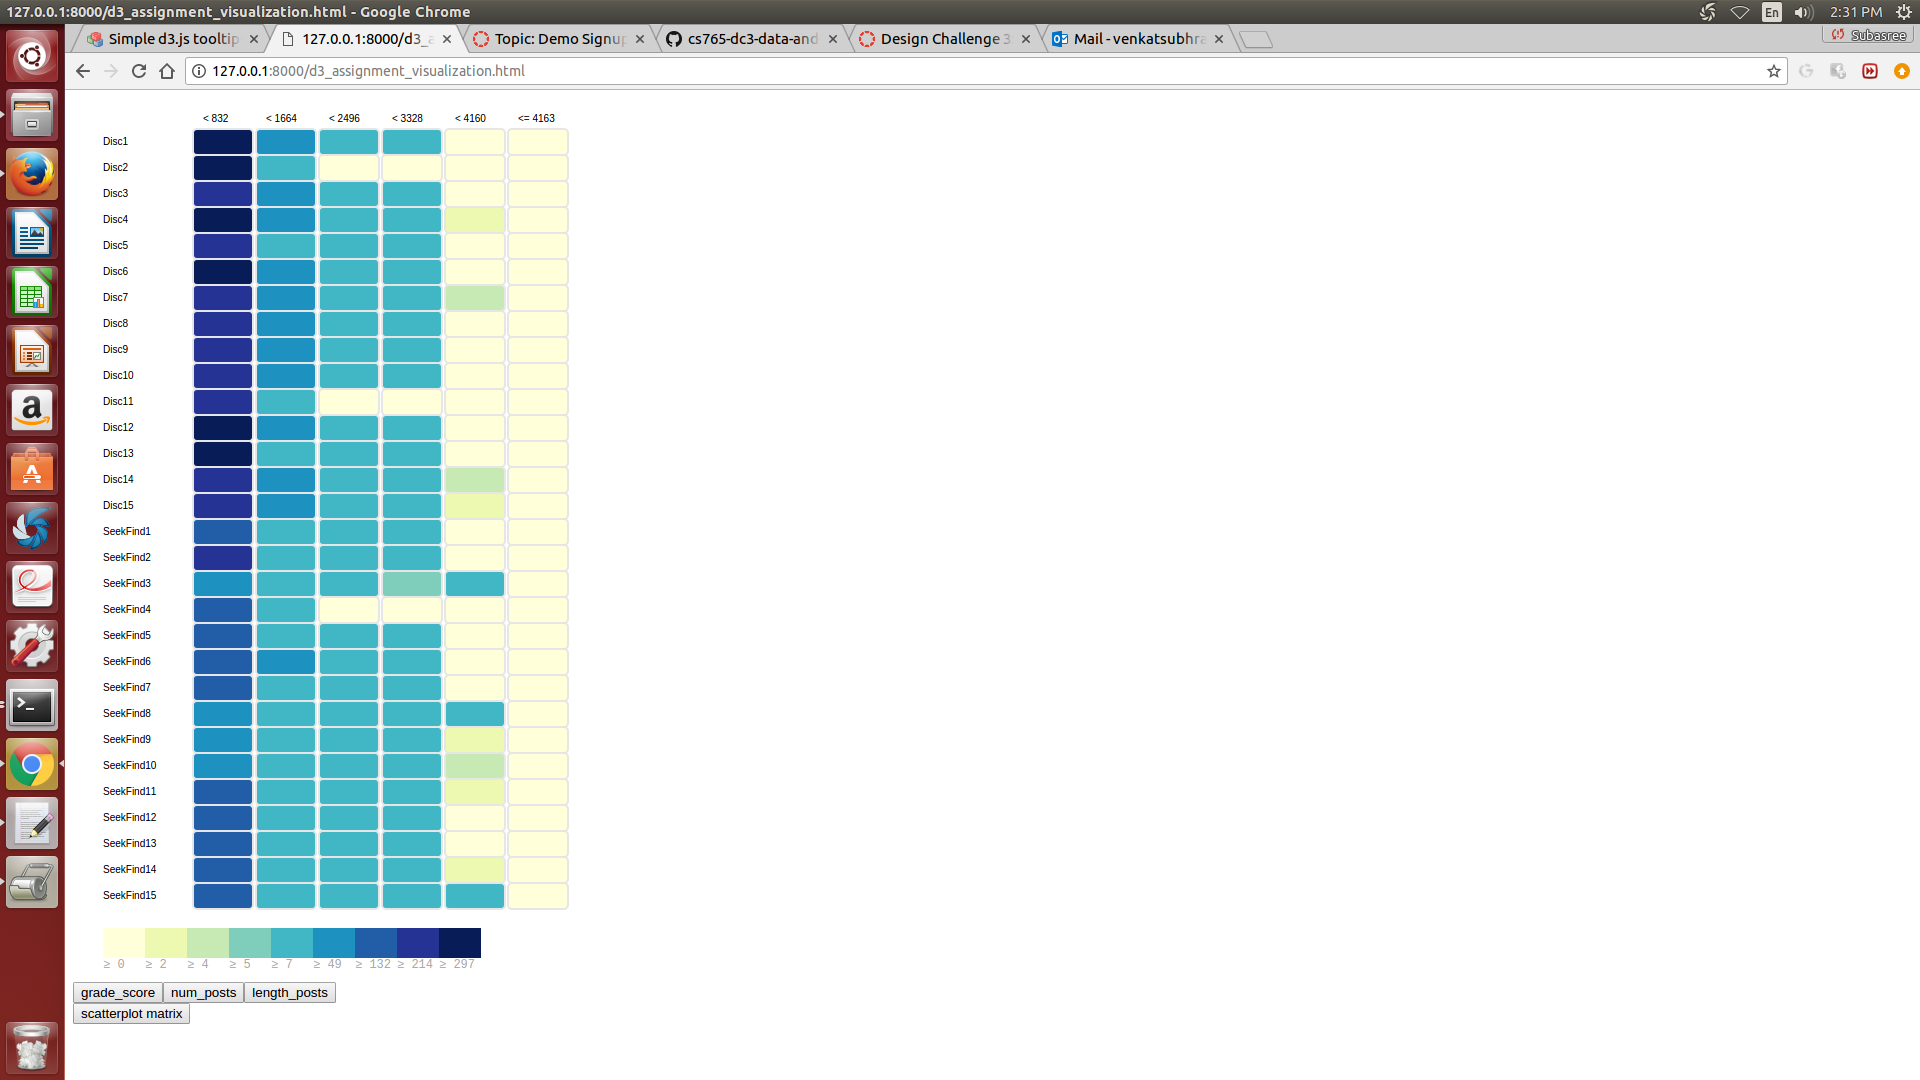 127.0.0.1:8000/d3_assignment_visualization.html - Google Chrome
En
2:31 PM
Simple d3.js tooltip
127.0.0.1:8000/d3_a
Topic: Demo Signup
cs765-dc3-data-and
Design Challenge 3
Mail - venkatsubhra
Subasree
127.0.0.1:8000/d3_assignment_visualization.html
< 832 < 1664 < 2496 < 3328 < 4160 <= 4163
Disc1
Disc2
Disc3
Disc4
Disc5
Disc6
Disc7
Disc8
Disc9
Disc10
Disc11
Disc12
Disc13
Disc14
Disc15
SeekFind1
SeekFind2
SeekFind3
SeekFind4
SeekFind5
SeekFind6
SeekFind7
SeekFind8
SeekFind9
SeekFind10
SeekFind11
SeekFind12
SeekFind13
SeekFind14
SeekFind15
≥ 0 ≥ 2 ≥ 4 ≥ 5 ≥ 7 ≥ 49 ≥ 132 ≥ 214 ≥ 297
grade_score num_posts length_posts
scatterplot matrix